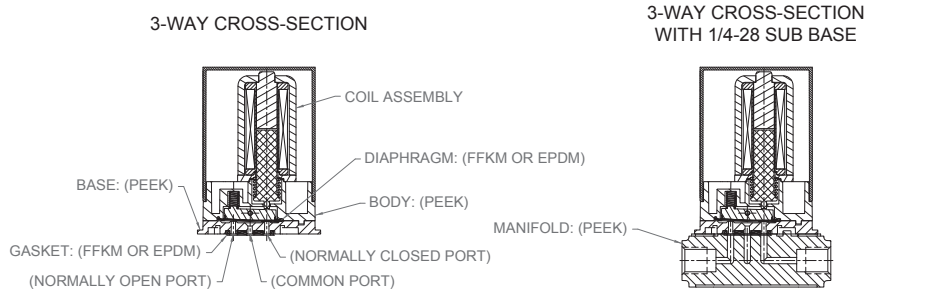 3-WAY CROSS-SECTION
3-WAY CROSS-SECTION
WITH 1/4-28 SUB BASE
COIL ASSEMBLY
DIAPHRAGM: (FFKM OR EPDM)
BASE: (PEEK)
BODY: (PEEK)
MANIFOLD: (PEEK)
GASKET: (FFKM OR EPDM)
(NORMALLY CLOSED PORT)
(NORMALLY OPEN PORT)
(COMMON PORT)